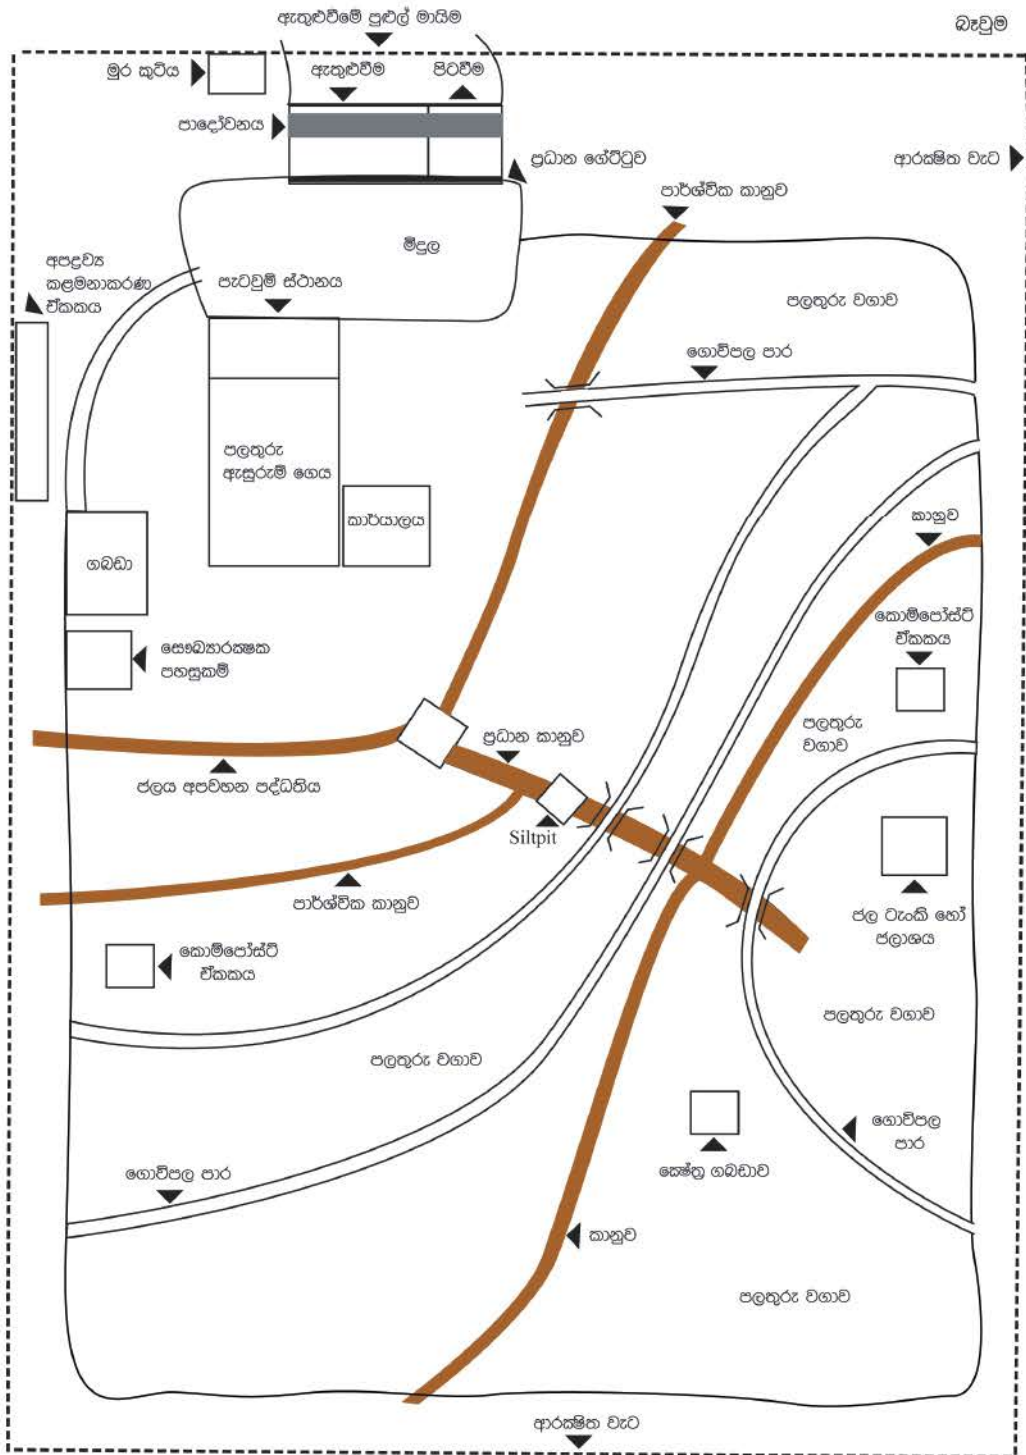 ඇතුළුවීමේ පුළුල් මායිම
බෑවුම
මුර කුටිය
ඇතුළුවීම
පිටවීම
පාදෝවනය
ප්‍රධාන ගේට්ටුව
ආරක්‍ෂිත වැට
පාර්ශ්වික කානුව
මිදුල
අපද්‍රව්‍ය
කළමනාකරණ
ඒකකය
පැටවුම් ස්ථානය
පලතුරු වගාව
ගොවිපල පාර
පලතුරු
ඇසුරුම් ගෙය
කාර්යාලය
කානුව
ගබඩා
කොම්පෝස්ට්
ඒකකය
සෞඛ්‍යාරක්‍ෂක
පහසුකම්
පලතුරු
වගාව
ප්‍රධාන කානුව
ජලය අපවහන පද්ධතිය
Siltpit
පාර්ශ්වික කානුව
ජල ටැංකි හෝ
ජලාශය
කොම්පෝස්ට්
ඒකකය
පලතුරු වගාව
පලතුරු වගාව
ගොවිපල
පාර
ගොවිපල පාර
ක්‍ෂේත්‍ර ගබඩාව
කානුව
පලතුරු වගාව
ආරක්‍ෂිත වැට